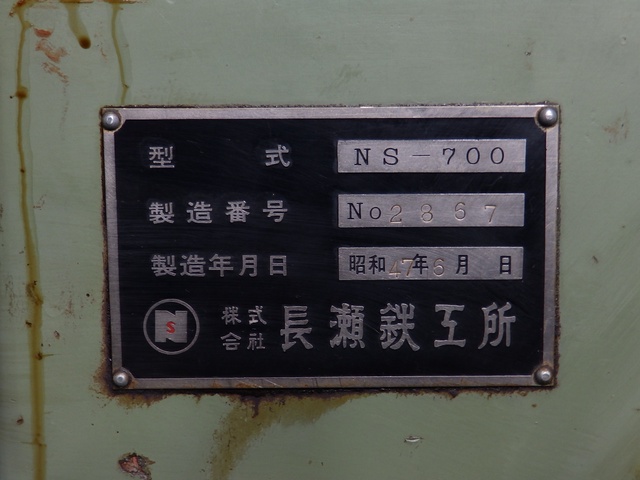 型 式 NS-700
製造番号 No2867
製造年月日 昭和47年6月 日
NS 株式会社 長瀬鉄工所